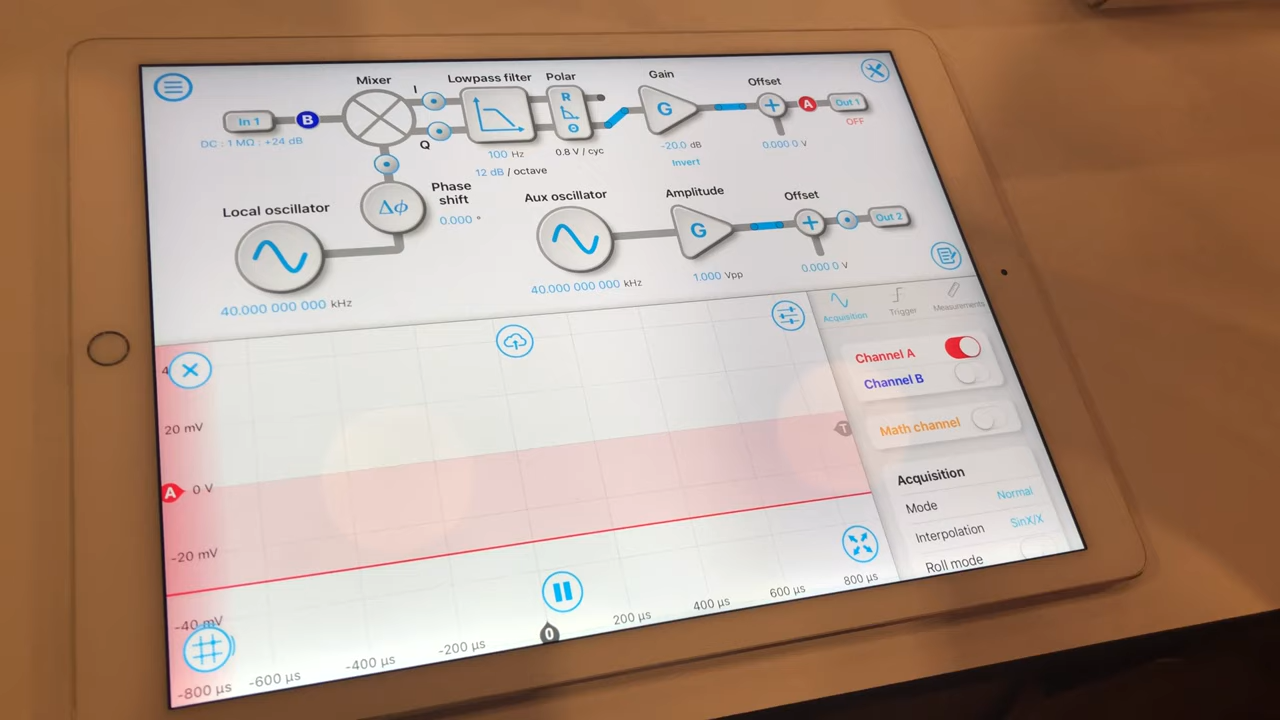 Mixer
Lowpass filter
Polar
Gain
Offset
I
R
Θ
In 1
B
G
A
Out 1
OFF
DC : 1 MΩ : +24 dB
Q
100 Hz
0.8 V / cyc
-20.0 dB
0.000 0 V
12 dB / octave
Invert
Local oscillator
Δϕ
Phase shift
0.000 °
Aux oscillator
Amplitude
Offset
G
Out 2
40.000 000 000 kHz
40.000 000 000 kHz
1.000 Vpp
0.000 0 V
Acquisition
Trigger
Measurements
Channel A
Channel B
Math channel
Acquisition
Mode
Normal
Interpolation
SinX/X
Roll mode
4
20 mV
A
0 V
T
-20 mV
-40 mV
0
-800 µs
-600 µs
-400 µs
-200 µs
200 µs
400 µs
600 µs
800 µs